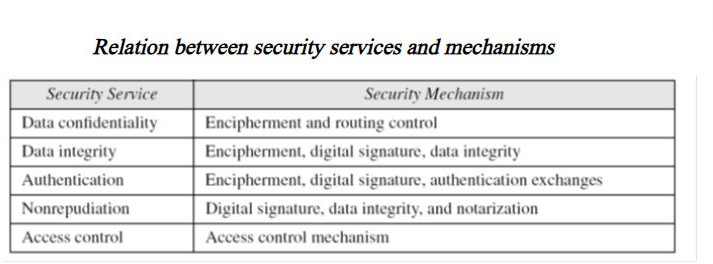 Relation between security services and mechanisms
Security Service Security Mechanism
Data confidentiality Encipherment and routing control
Data integrity Encipherment, digital signature, data integrity
Authentication Encipherment, digital signature, authentication exchanges
Nonrepudiation Digital signature, data integrity, and notarization
Access control Access control mechanism